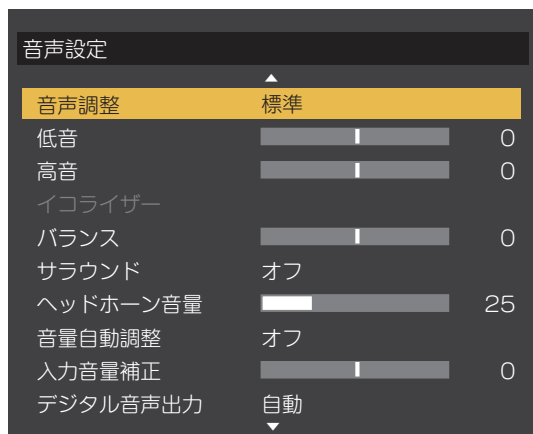 音声設定
音声調整 標準
低音 0
高音 0
イコライザー
バランス 0
サラウンド オフ
ヘッドホーン音量 25
音量自動調整 オフ
入力音量補正 0
デジタル音声出力 自動